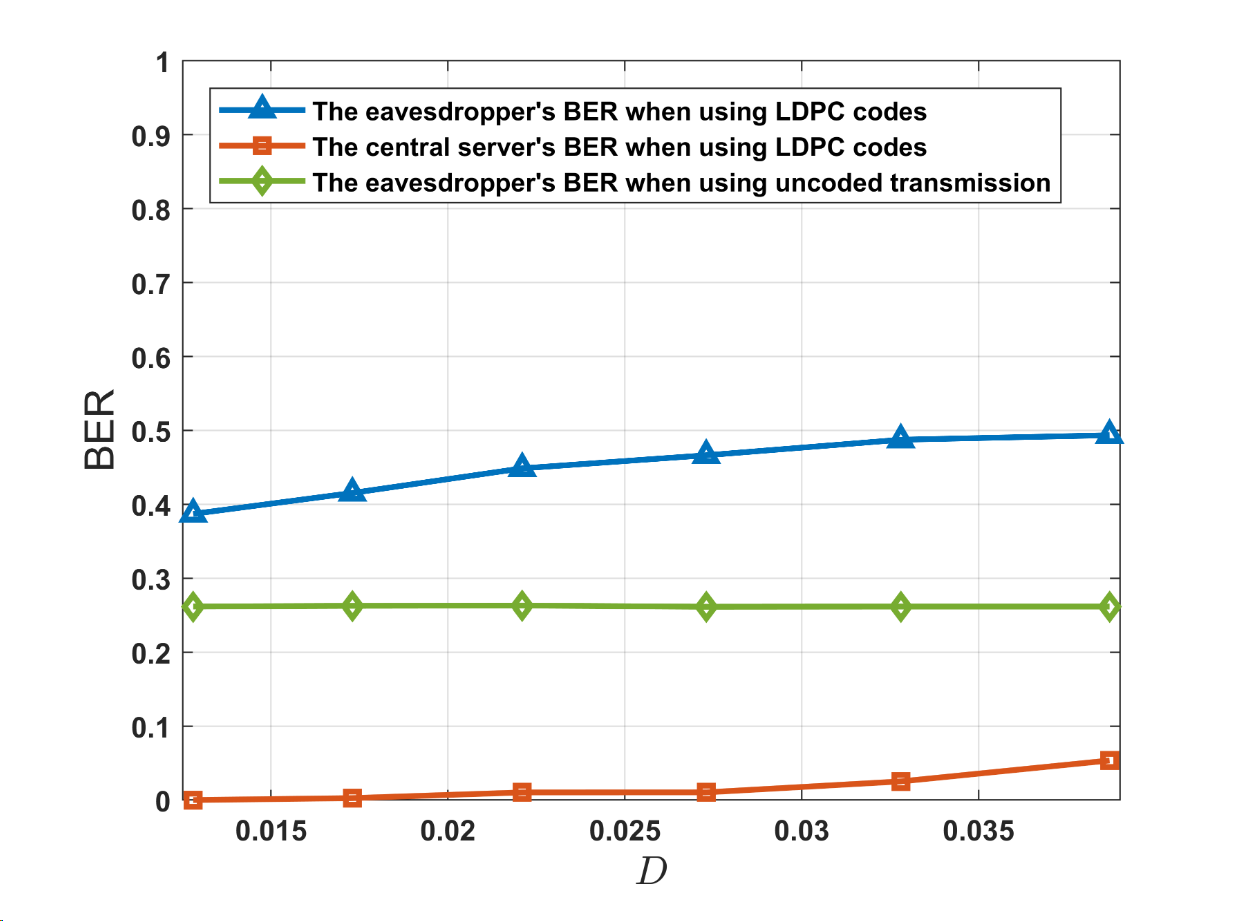 1
0.9
0.8
0.7
0.6
0.5
0.4
0.3
0.2
0.1
0
BER
The eavesdropper's BER when using LDPC codes
The central server's BER when using LDPC codes
The eavesdropper's BER when using uncoded transmission
0.015 0.02 0.025 0.03 0.035
D